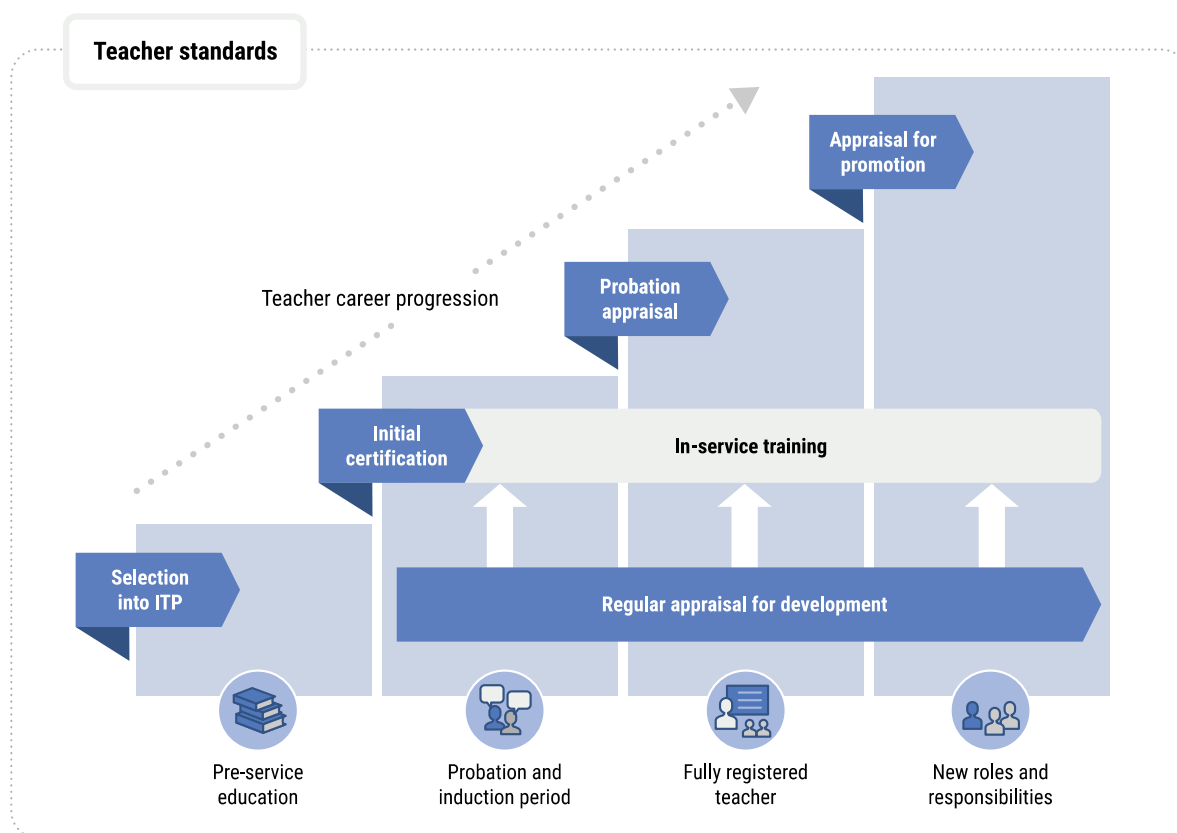 Teacher standards
Appraisal for
promotion
Probation
appraisal
Teacher career progression
Initial
certification
In-service training
Selection
into ITP
Regular appraisal for development
Pre-service
education
Probation and
induction period
Fully registered
teacher
New roles and
responsibilities